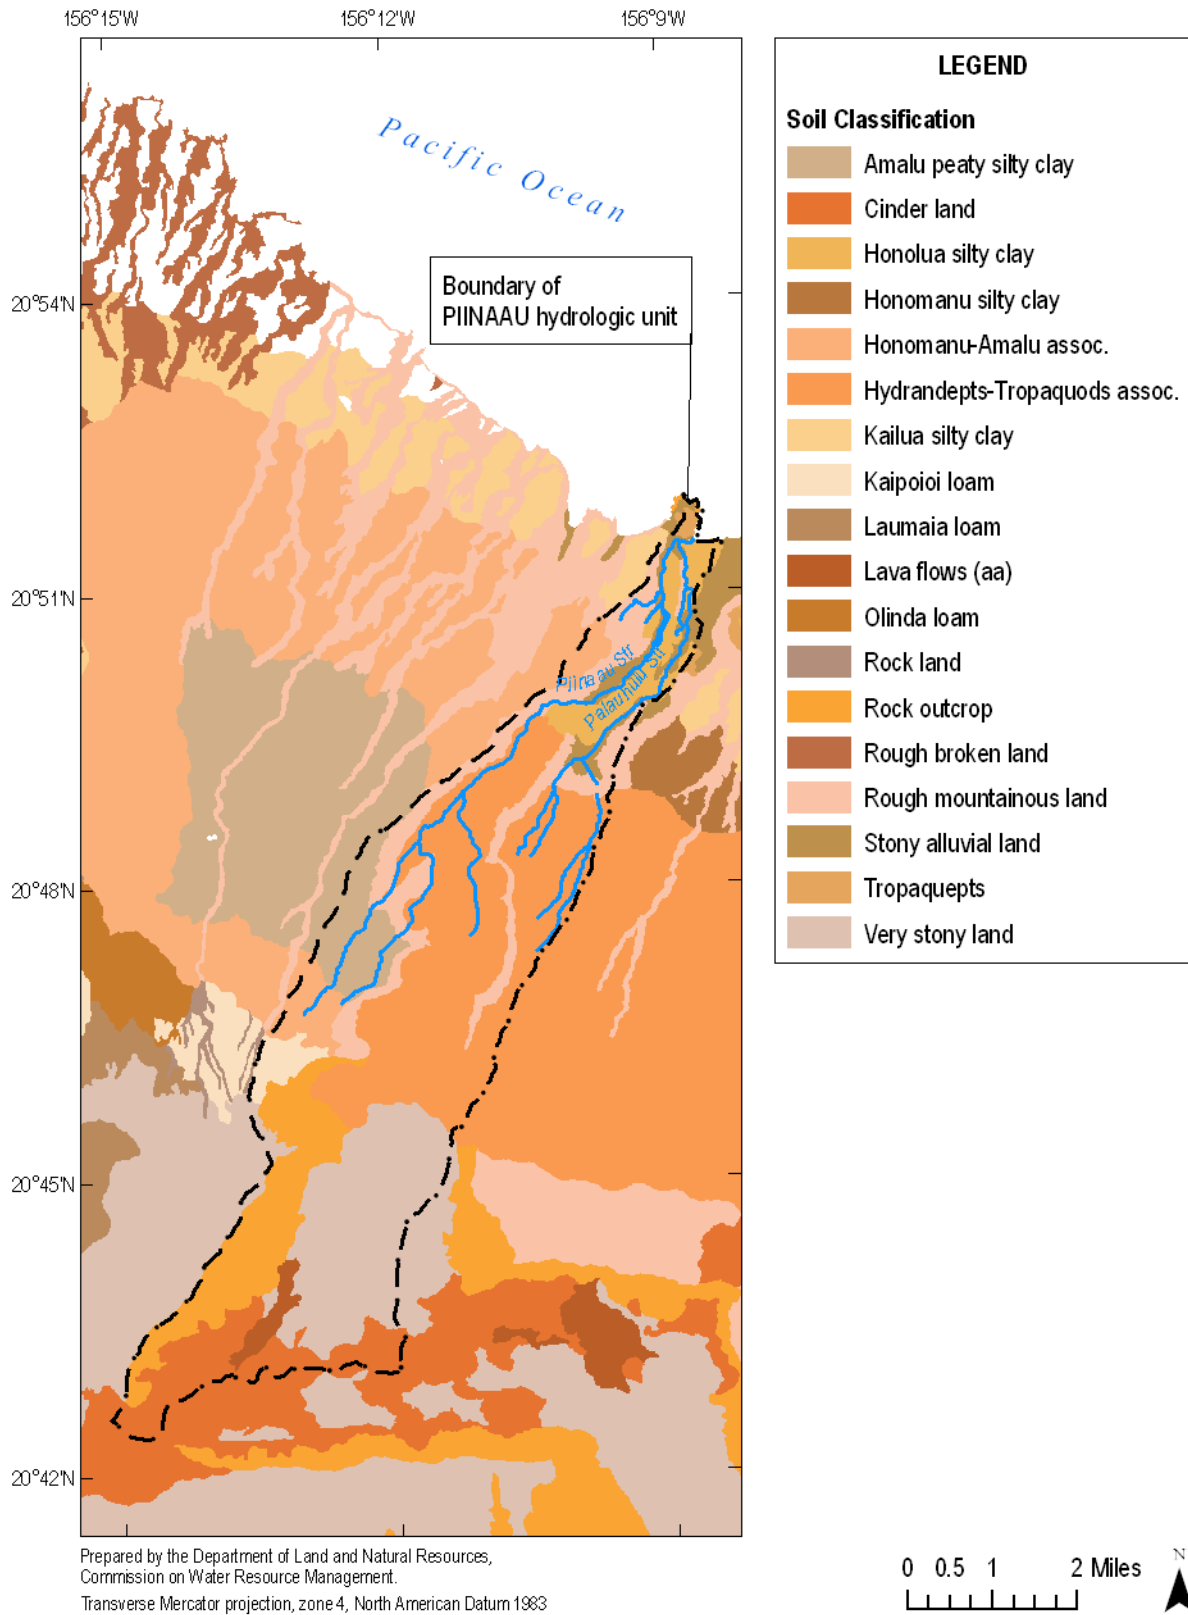 156°15'W 156°12'W 156°9'W
Pacific Ocean
Boundary of
PIINAAU hydrologic unit
20°54'N
20°51'N
Piinaau Str
Palauhulu Str
20°48'N
20°45'N
20°42'N
LEGEND
Soil Classification
Amalu peaty silty clay
Cinder land
Honolua silty clay
Honomanu silty clay
Honomanu-Amalu assoc.
Hydrandepts-Tropaquods assoc.
Kailua silty clay
Kaipoioi loam
Laumaia loam
Lava flows (aa)
Olinda loam
Rock land
Rock outcrop
Rough broken land
Rough mountainous land
Stony alluvial land
Tropaquepts
Very stony land
Prepared by the Department of Land and Natural Resources,
Commission on Water Resource Management.
Transverse Mercator projection, zone 4, North American Datum 1983
0 0.5 1 2 Miles
N